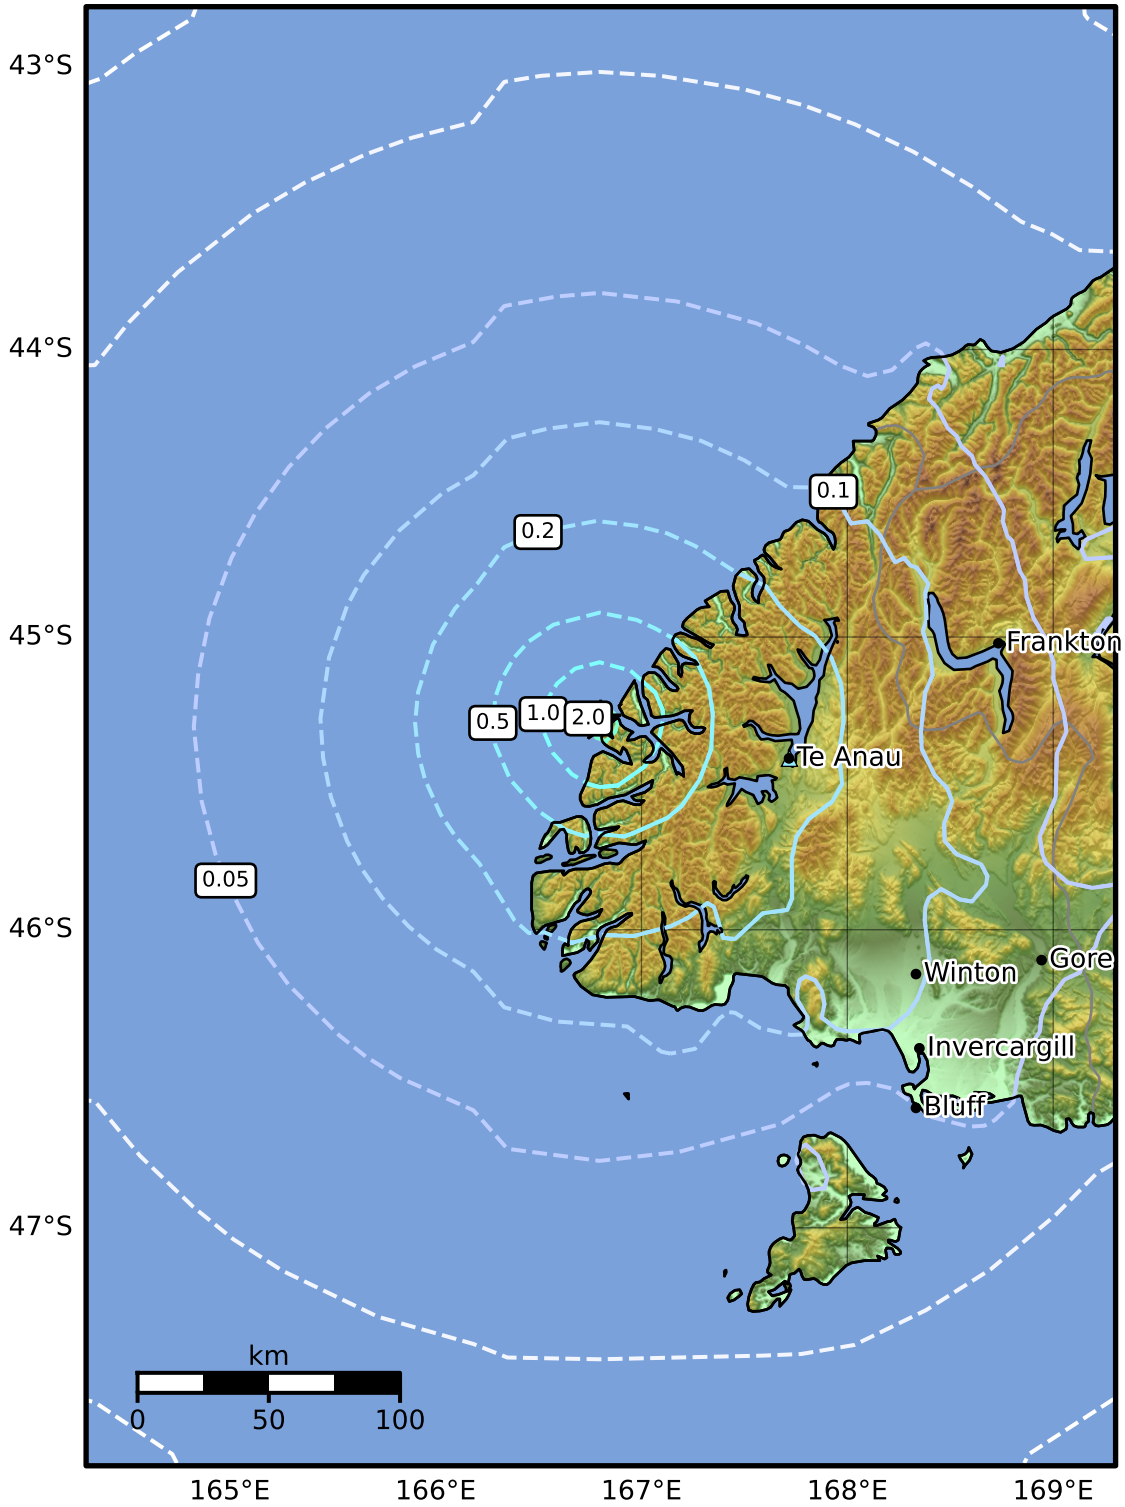 43°S
44°S
0.1
0.2
45°S
Frankton
0.5
1.0
2.0
Te Anau
0.05
46°S
Gore
Winton
Invercargill
Bluff
47°S
km
0 50 100
165°E 166°E 167°E 168°E 169°E